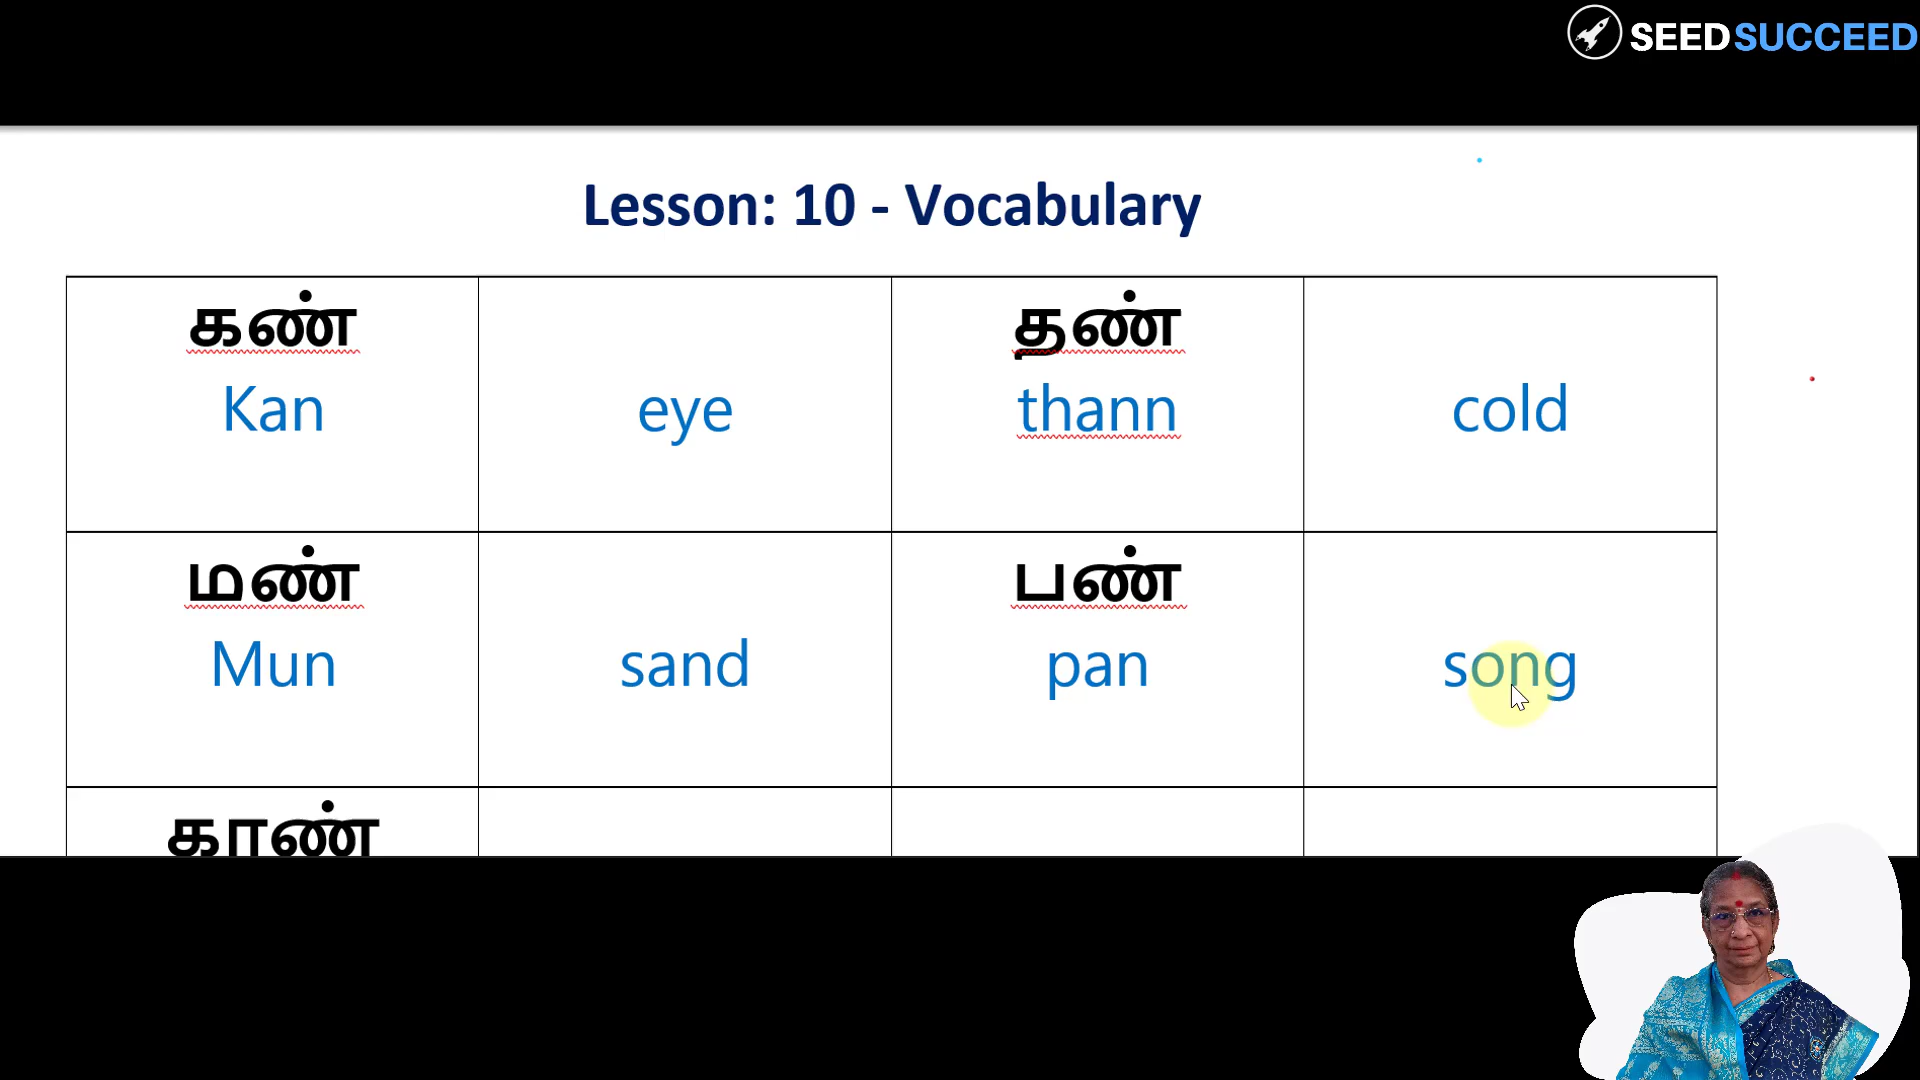 SEEDSUCCEED
Lesson: 10 - Vocabulary
கண்
தண்
Kan
eye
thann
cold
மண்
பண்
Mun
sand
pan
song
காண்